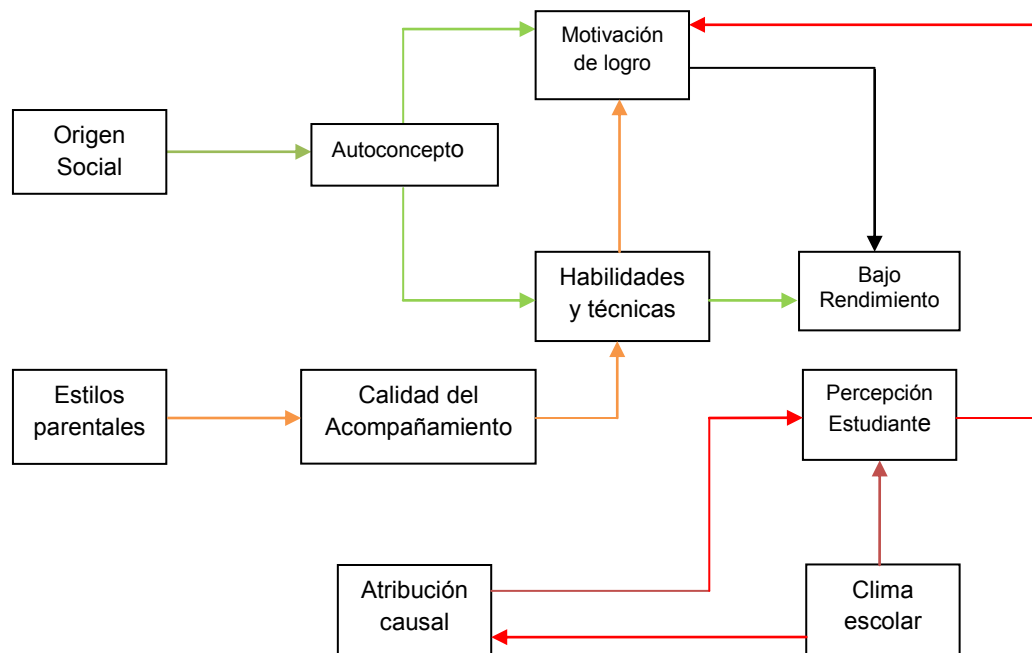 Motivación
de logro
Origen
Social
Autoconcepto
Habilidades
y técnicas
Bajo
Rendimiento
Estilos
parentales
Calidad del
Acompañamiento
Percepción
Estudiante
Atribución
causal
Clima
escolar